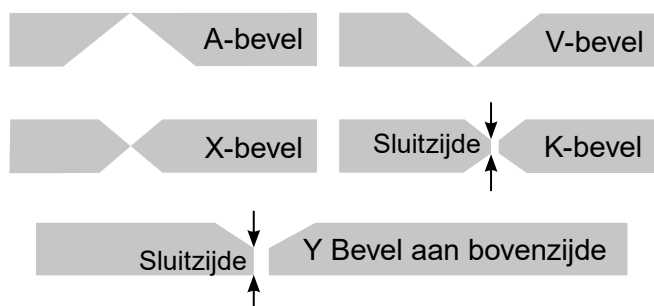 A-bevel
V-bevel
X-bevel
Sluitzijde
K-bevel
Sluitzijde
Y Bevel aan bovenzijde